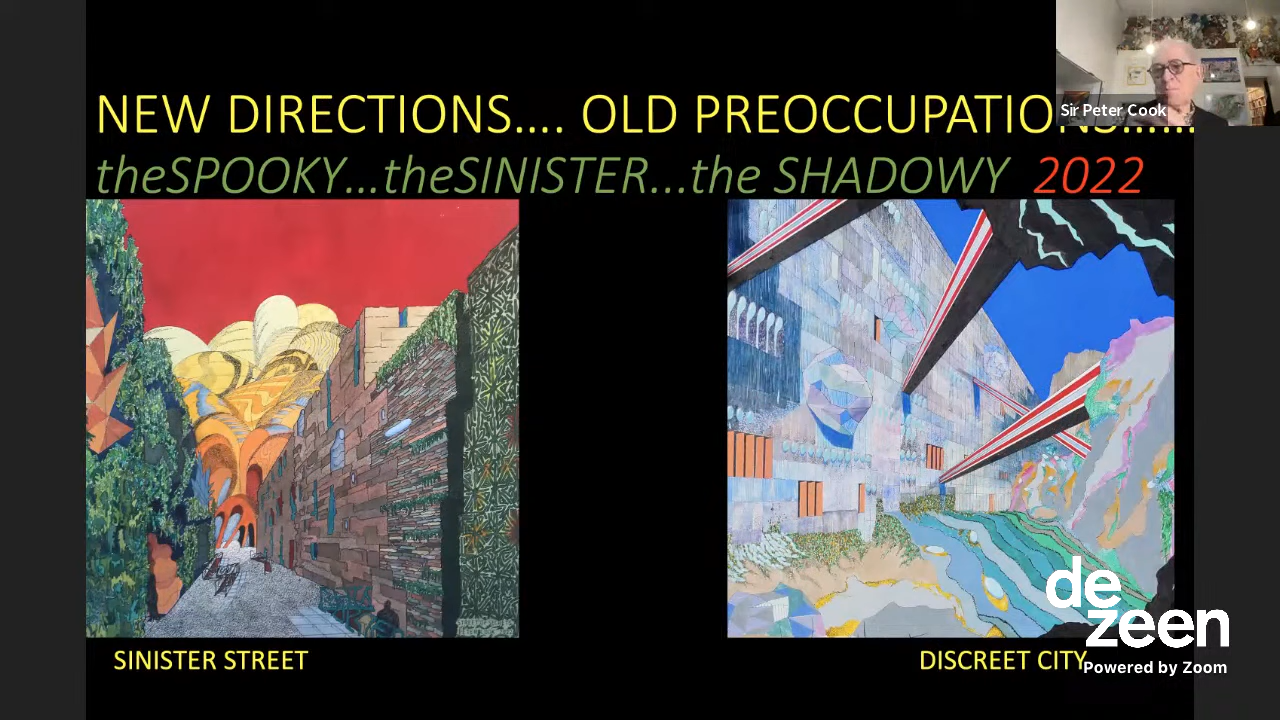 NEW DIRECTIONS.... OLD PREOCCUPATIONS......
Sir Peter Cook
theSPOOKY...theSINISTER...the SHADOWY 2022
SINISTER STREET
DISCREET CITY
de
zeen
Powered by Zoom